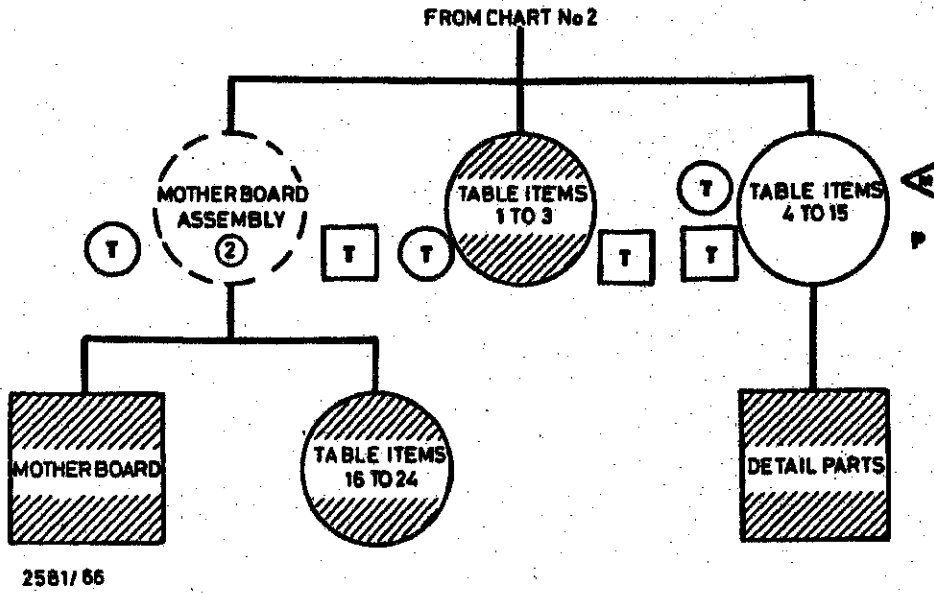 FROM CHART No 2
MOTHERBOARD
ASSEMBLY
2
T
T
TABLE ITEMS
1 TO 3
T
T
TABLE ITEMS
4 TO 15
T
T
P
MOTHERBOARD
TABLE ITEMS
16 TO 24
DETAIL PARTS
2581/66